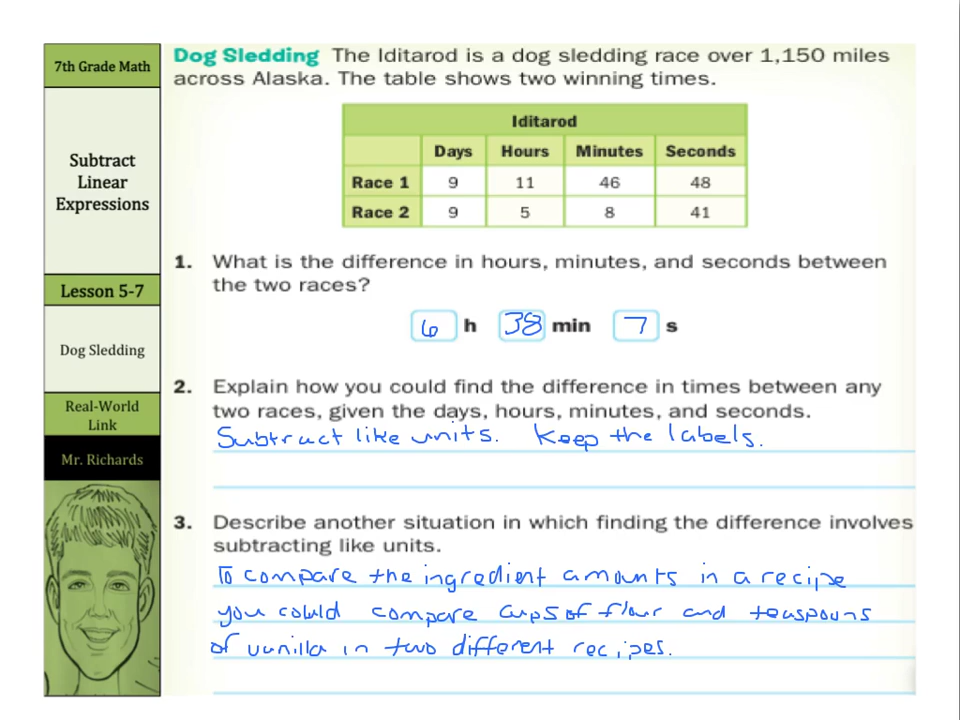 7th Grade Math
Subtract
Linear
Expressions
Lesson 5-7
Dog Sledding
Real-World
Link
Mr. Richards
Dog Sledding The Iditarod is a dog sledding race over 1,150 miles
across Alaska. The table shows two winning times.
Iditarod
Days Hours Minutes Seconds
Race 1 9 11 46 48
Race 2 9 5 8 41
1. What is the difference in hours, minutes, and seconds between
the two races?
6 h 38 min 7 s
2. Explain how you could find the difference in times between any
two races, given the days, hours, minutes, and seconds.
Subtract like units. Keep the labels.
3. Describe another situation in which finding the difference involves
subtracting like units.
To compare the ingredient amounts in a recipe
you could compare cups of flour and teaspoons
of vanilla in two different recipes.